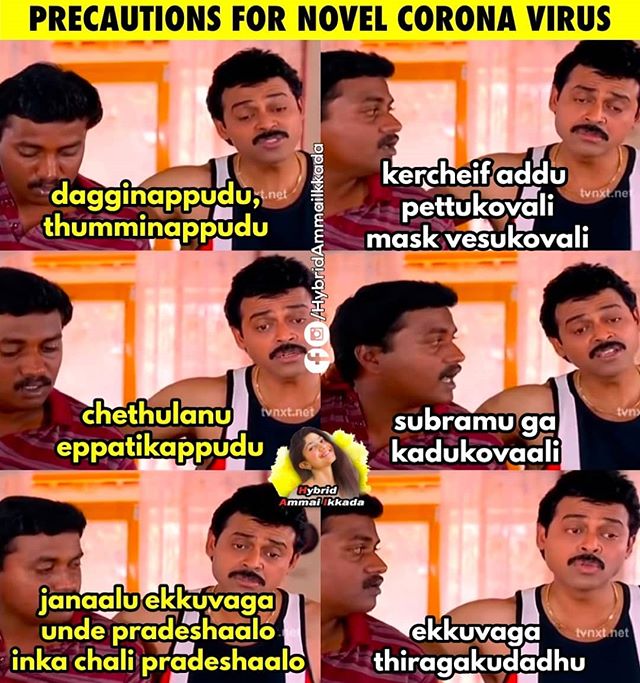 PRECAUTIONS FOR NOVEL CORONA VIRUS
dagginappudu,
thumminappudu
tvnxt.net
kercheif addu
pettukovali
mask vesukovali
tvnxt.net
/HybridAmmaiIkkada
chethulanu
eppatikappudu
tvnxt.net
subramu ga
kadukovaali
Hybrid
Ammai Ikkada
janaalu ekkuvaga
unde pradeshaalo
inka chali pradeshaalo
ekkuvaga
thiragakudadhu
tvnxt.net